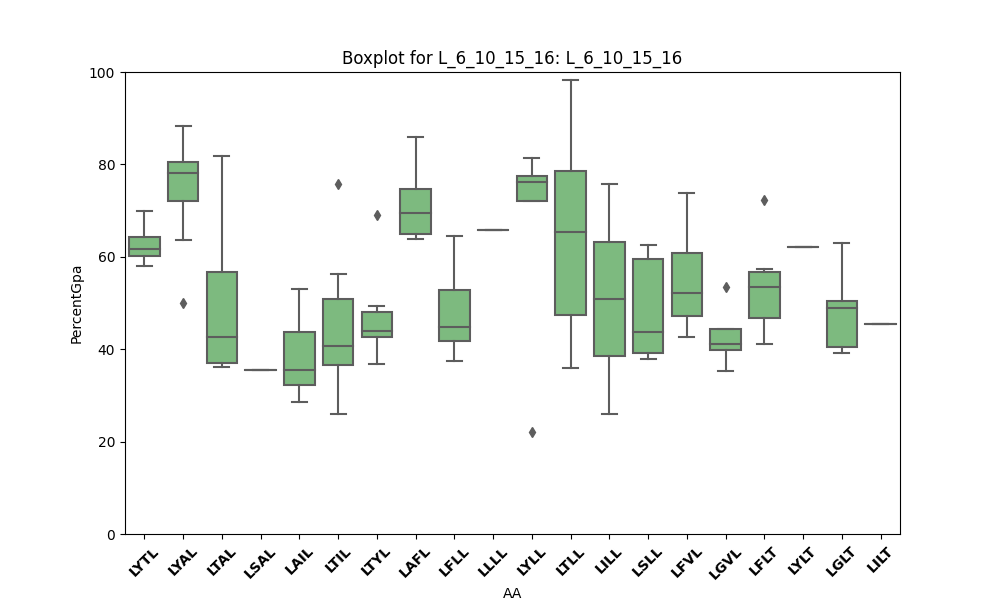 Boxplot for L_6_10_15_16: L_6_10_15_16
PercentGpa
100
80
60
40
20
0
LYTL
LYAL
LTAL
LSAL
LAIL
LTIL
LTYL
LAFL
LFLL
LLLL
LYLL
LTLL
LILL
LSLL
LFVL
LGVL
LFLT
LYLT
LGLT
LILT
AA